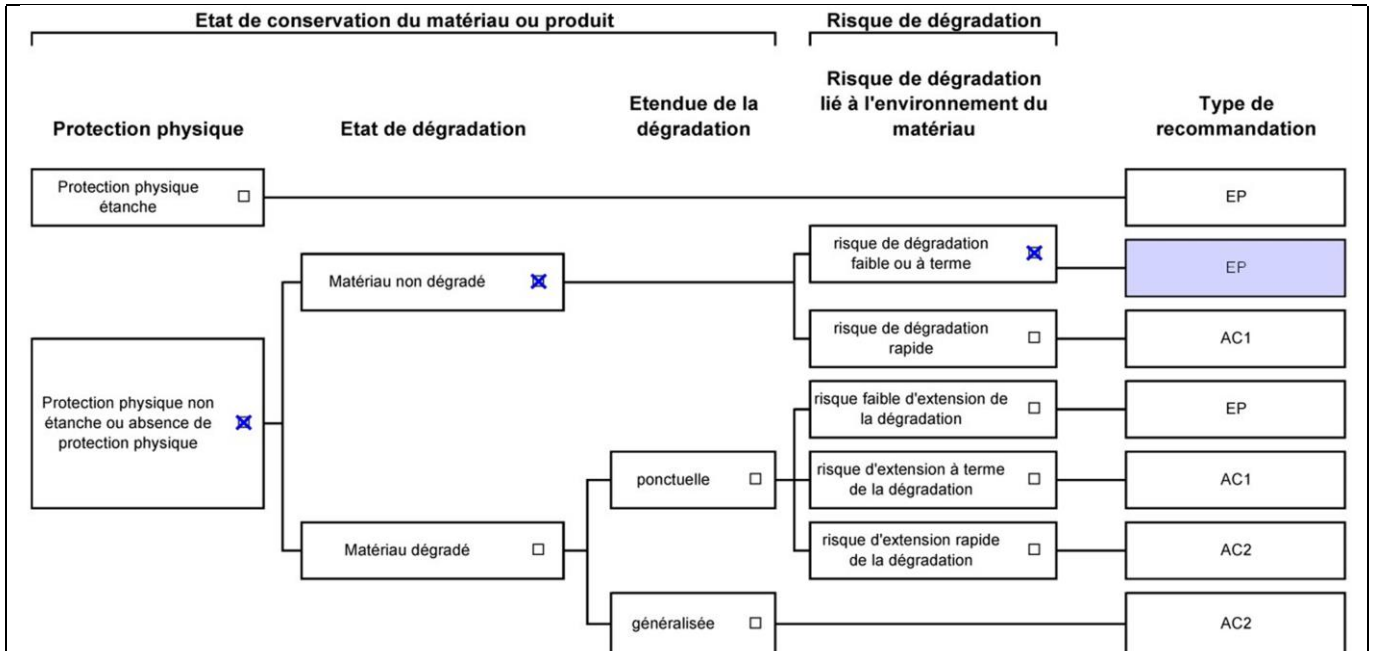 Etat de conservation du matériau ou produit
Risque de dégradation
Protection physique
Etat de dégradation
Etendue de la
dégradation
Risque de dégradation
lié à l'environnement du
matériau
Type de
recommandation
Protection physique
étanche
EP
risque de dégradation
faible ou à terme
EP
Matériau non dégradé
risque de dégradation
rapide
AC1
Protection physique non
étanche ou absence de
protection physique
risque faible d'extension de
la dégradation
EP
ponctuelle
risque d'extension à terme
de la dégradation
AC1
Matériau dégradé
risque d'extension rapide
de la dégradation
AC2
généralisée
AC2